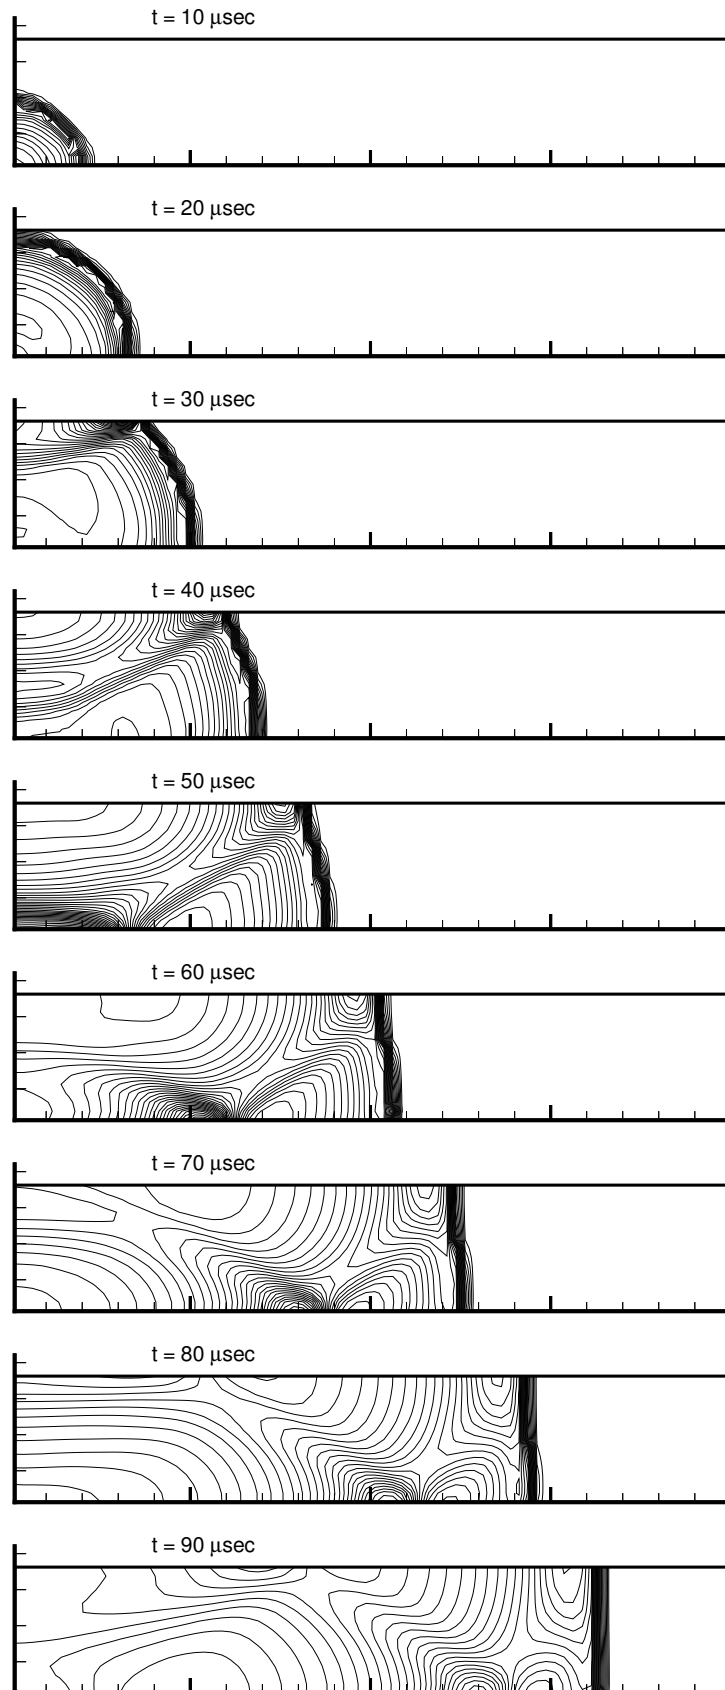 t = 10 μsec
t = 20 μsec
t = 30 μsec
t = 40 μsec
t = 50 μsec
t = 60 μsec
t = 70 μsec
t = 80 μsec
t = 90 μsec